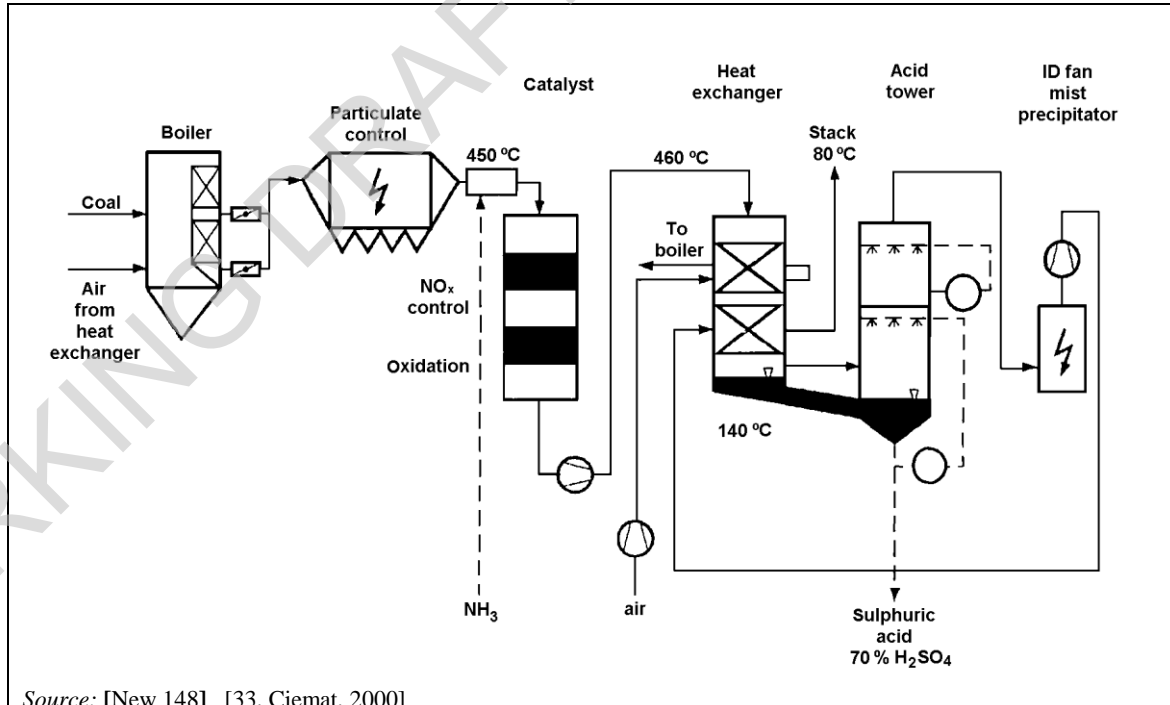 Catalyst
Heat
exchanger
Acid
tower
ID fan
mist
precipitator
Boiler
Particulate
control
450 °C
460 °C
Stack
80 °C
Coal
To
boiler
Air
from
heat
exchanger
NOx
control
Oxidation
140 °C
NH3
air
Sulphuric
acid
70 % H2SO4
RKING DRAF
Source: [New 148] [33, Ciemat, 2000]